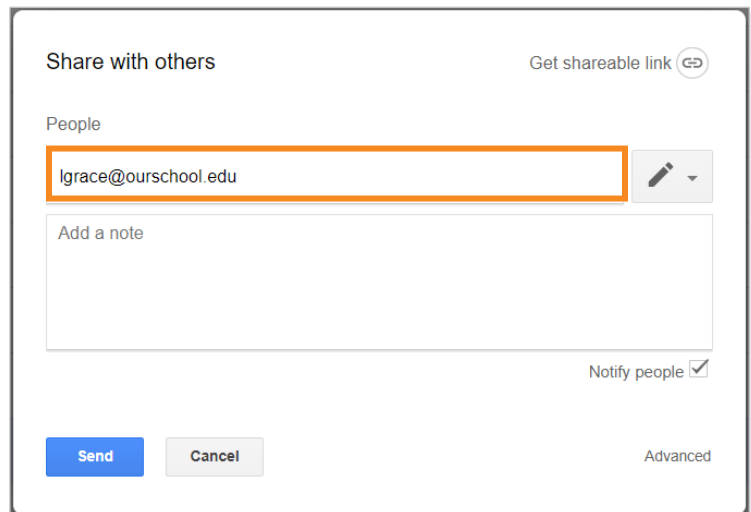 Share with others
Get shareable link
People
lgrace@ourschool.edu
Add a note
Notify people
Send
Cancel
Advanced